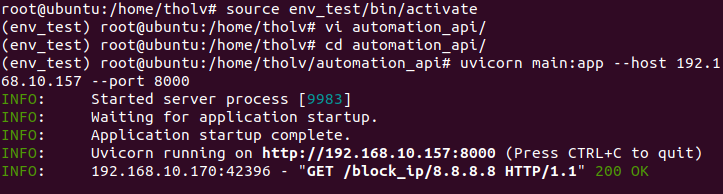 root@ubuntu:/home/tholv# source env_test/bin/activate
(env_test) root@ubuntu:/home/tholv# vi automation_api/
(env_test) root@ubuntu:/home/tholv# cd automation_api/
(env_test) root@ubuntu:/home/tholv/automation_api# uvicorn main:app --host 192.1
68.10.157 --port 8000
INFO:     Started server process [9983]
INFO:     Waiting for application startup.
INFO:     Application startup complete.
INFO:     Uvicorn running on http://192.168.10.157:8000 (Press CTRL+C to quit)
INFO:     192.168.10.170:42396 - "GET /block_ip/8.8.8.8 HTTP/1.1" 200 OK